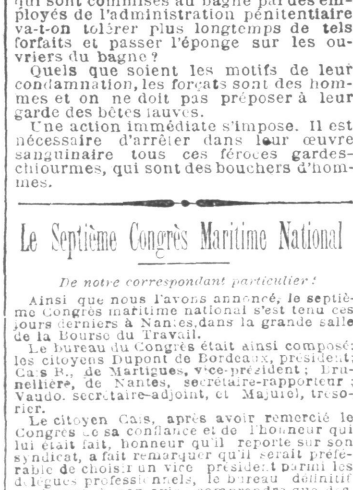 qui sont commises au bagne par des em-
ployés de l'administration pénitentiaire
va-t-on tolérer plus longtemps de tels
forfaits et passer l'éponge sur les ou-
vriers du bagne ?
Quels que soient les motifs de leur
condamnation, les forçats sont des hom-
mes et on ne doit pas préposer à leur
garde des bêtes fauves.
Une action immédiate s'impose. Il est
nécessaire d'arrêter dans leur œuvre
sanguinaire tous ces féroces gardes-
chiourmes, qui sont des bouchers d'hom-
mes.
Le Septième Congrès Maritime National
De notre correspondant particulier :
Ainsi que nous l'avons annoncé, le septiè-
me Congrès maritime national s'est tenu ces
jours derniers à Nantes, dans la grande salle
de la Bourse du Travail.
Le bureau du Congrès était ainsi composé:
les citoyens Dupont de Bordeaux, président;
Cais R., de Martigues, vice-président ; Bru-
neilière, de Nantes, secrétaire-rapporteur ;
Vaudo, secrétaire-adjoint, et Majurel, tréso-
rier.
Le citoyen Cais, après avoir remercié le
Congrès de sa confiance et de l'honneur qui
lui était fait, honneur qu'il reporte sur son
syndicat, a fait remarquer qu'il serait préfé-
rable de choisir un vice président parmi les
délégués professionnels, le bureau définitif